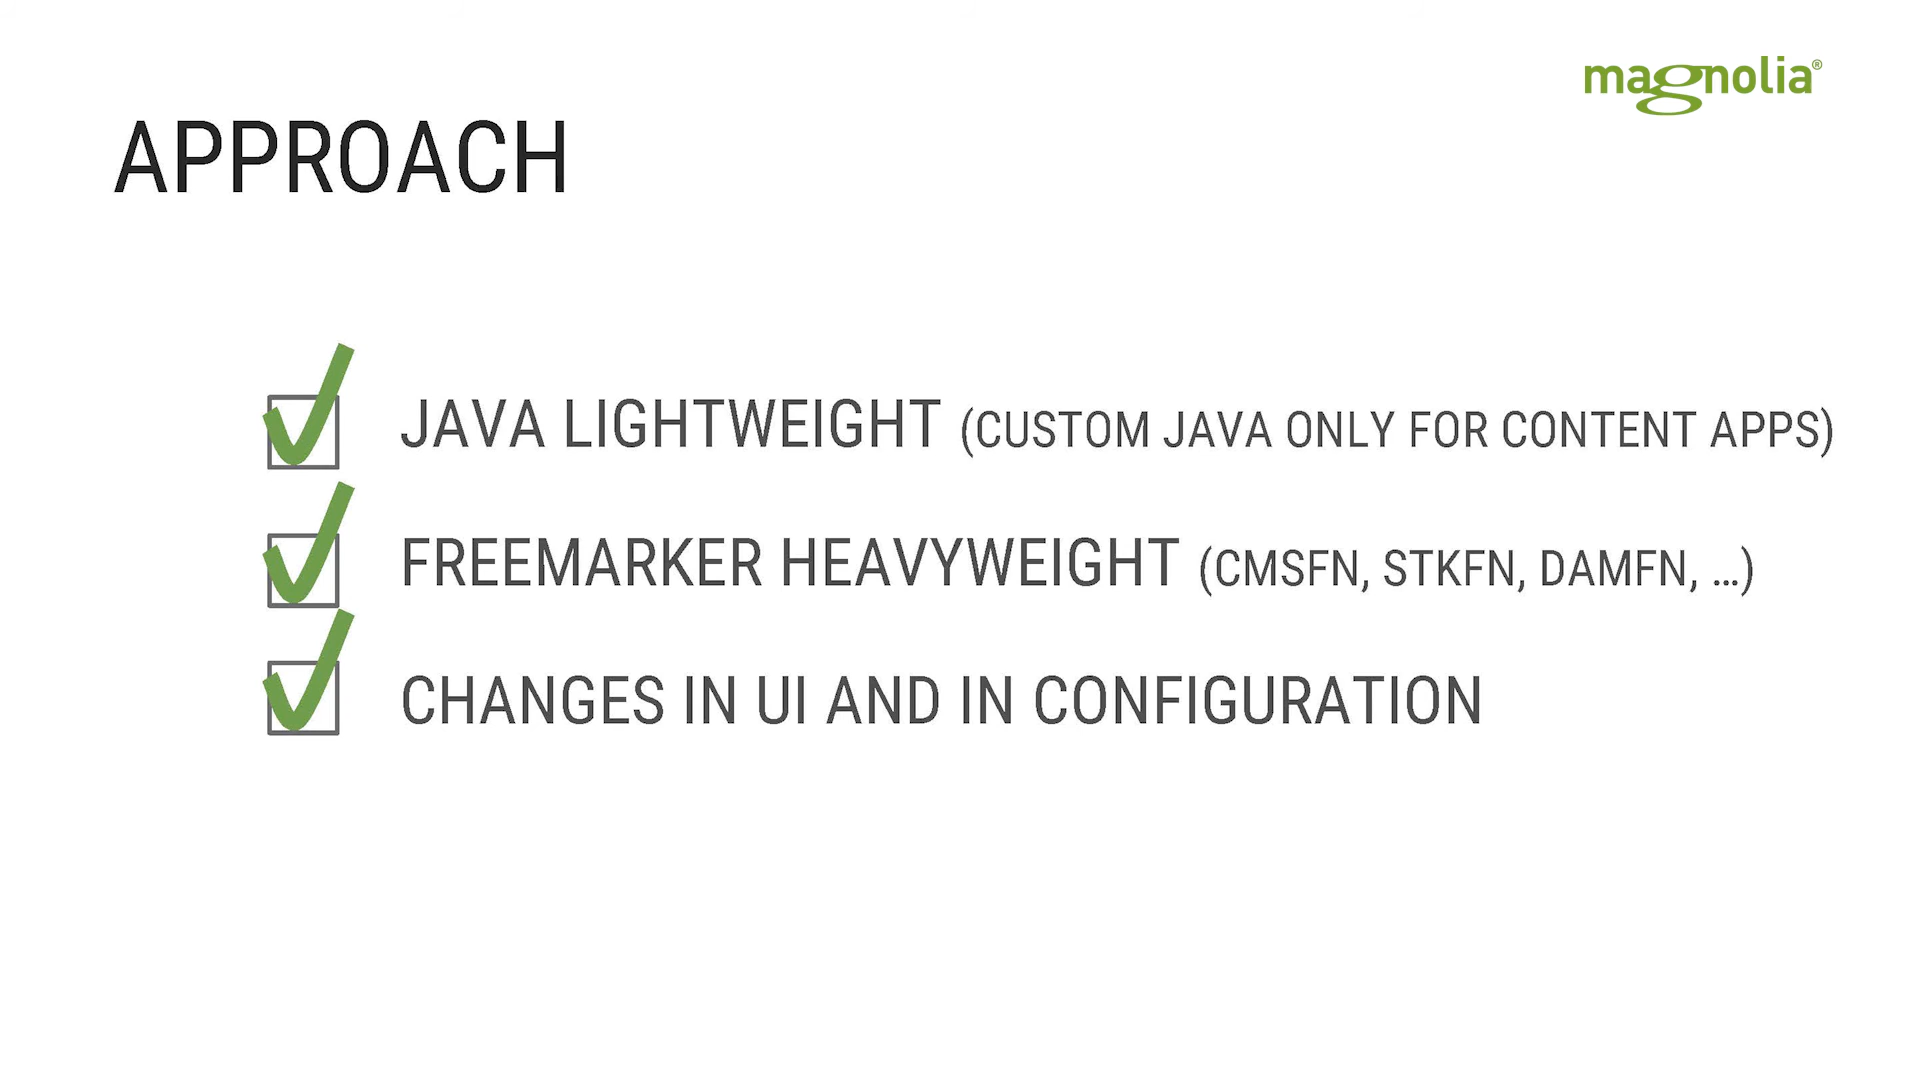 magnolia®
APPROACH
JAVA LIGHTWEIGHT (CUSTOM JAVA ONLY FOR CONTENT APPS)
FREEMARKER HEAVYWEIGHT (CMSFN, STKFN, DAMFN, ...)
CHANGES IN UI AND IN CONFIGURATION